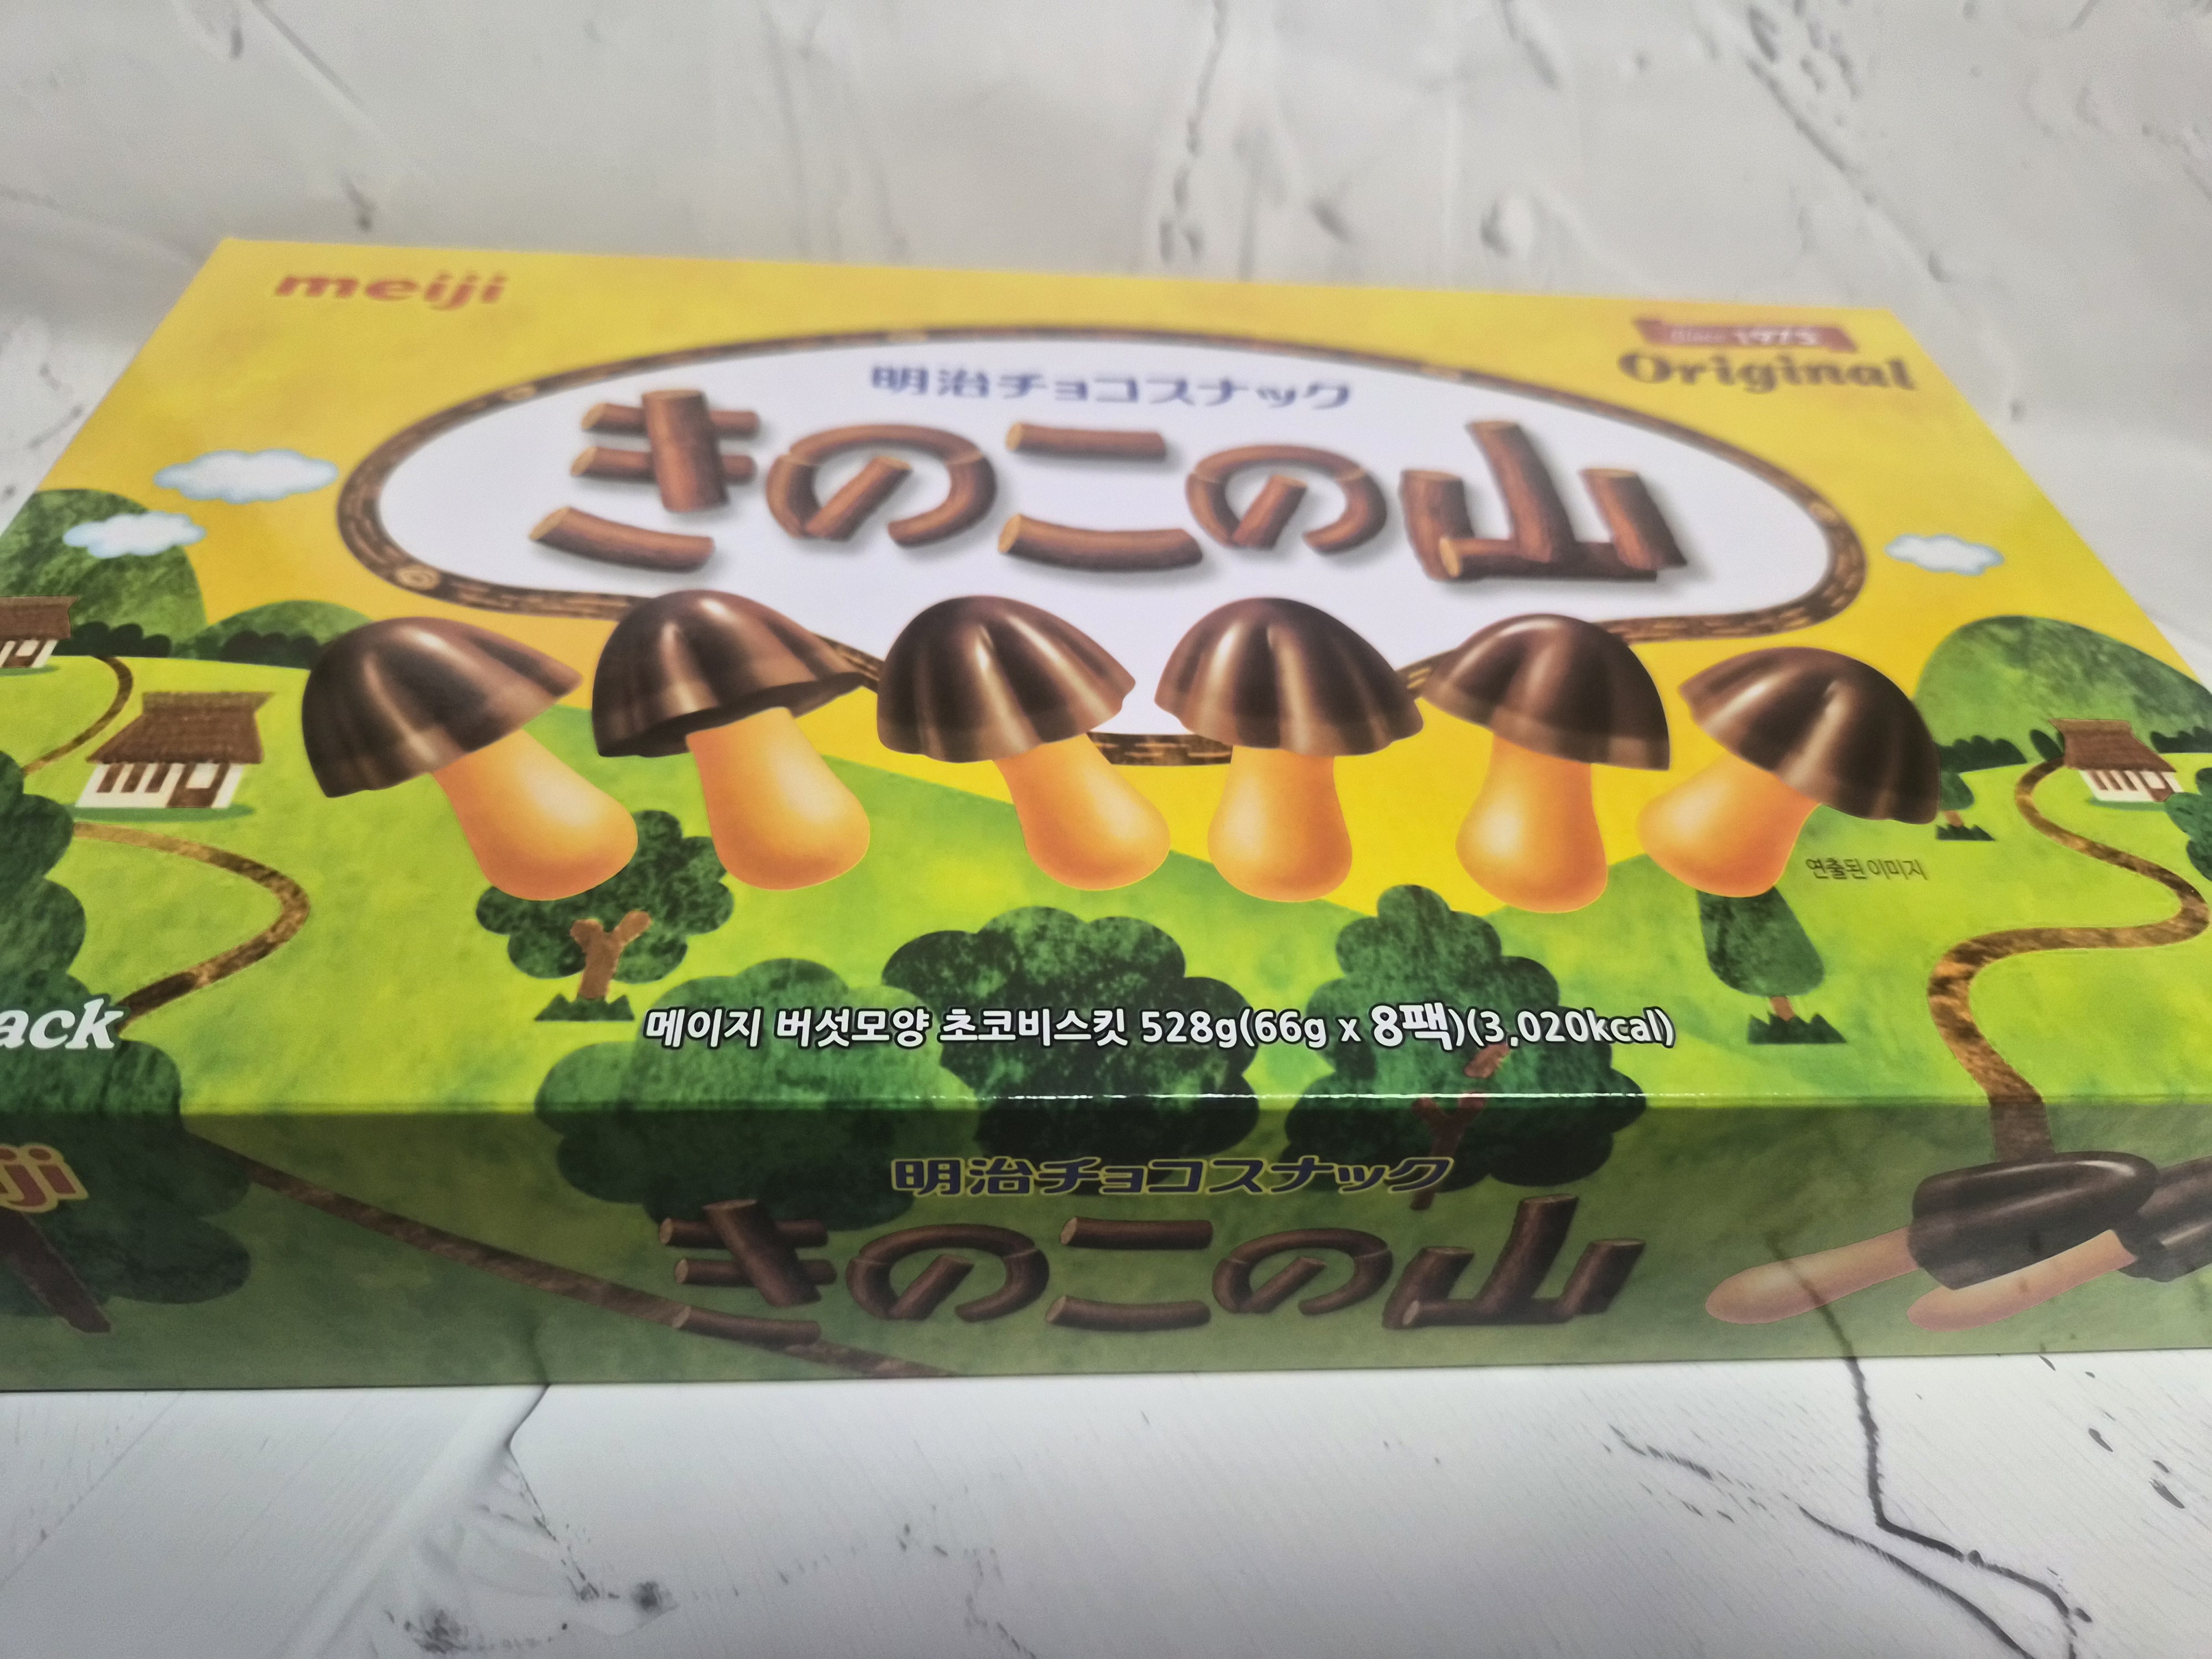 meiji
Since 1975
Original
明治チョコスナック
きのこの山
연출된 이미지
메이지 버섯모양 초코비스킷 528g(66g x 8팩)(3,020kcal)
明治チョコスナック
きのこの山